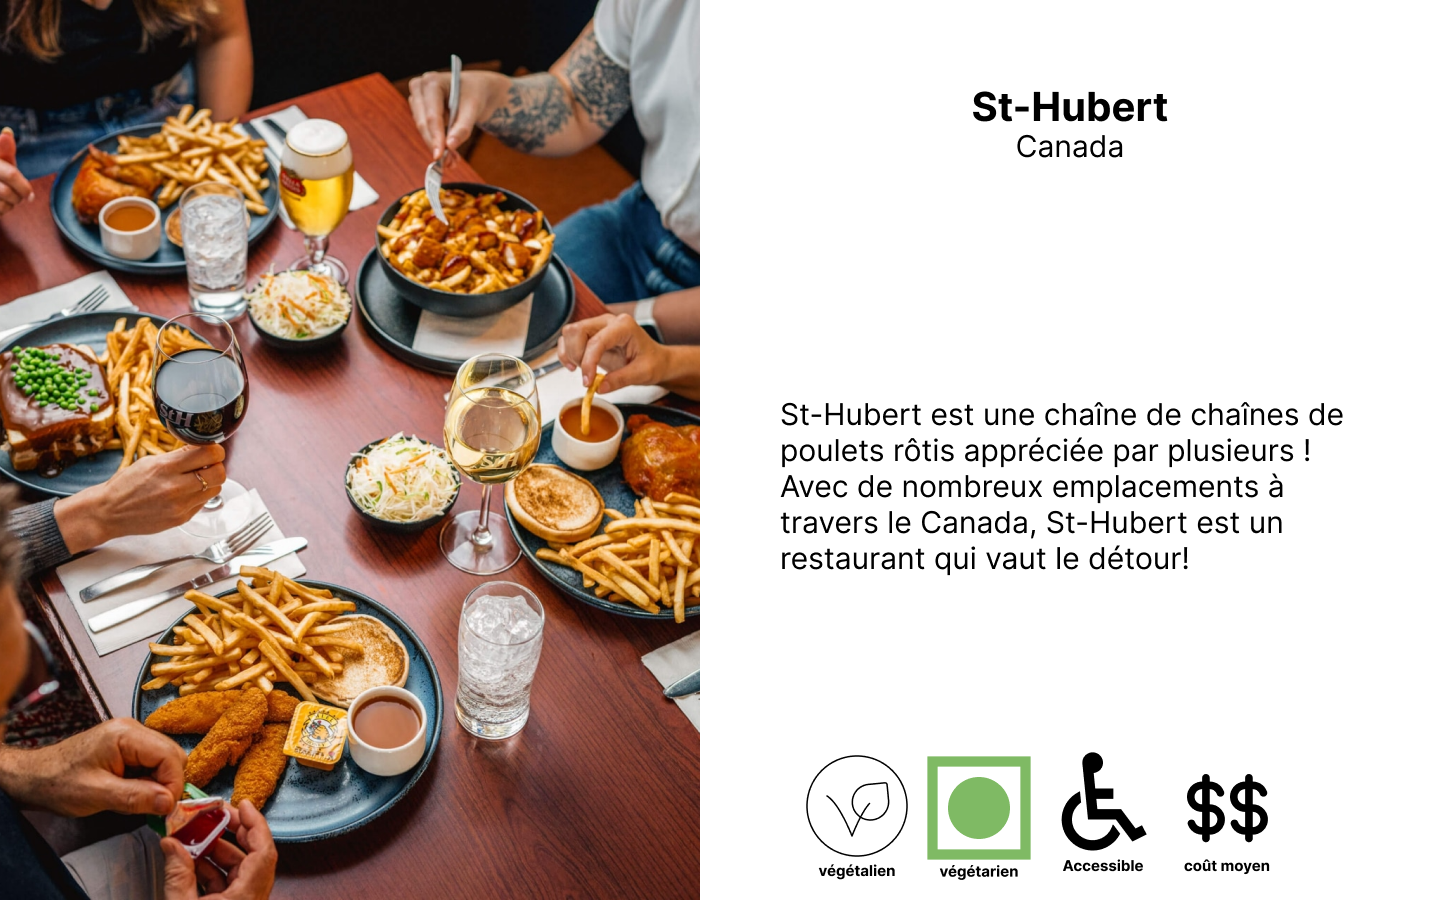 St-Hubert
Canada
St-Hubert est une chaîne de chaînes de
poulets rôtis appréciée par plusieurs !
Avec de nombreux emplacements à
travers le Canada, St-Hubert est un
restaurant qui vaut le détour!
végétalien
végétarien
Accessible
$$
coût moyen
StH